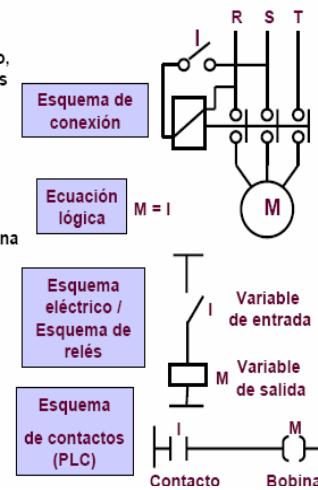 R S T
I
o,
s
Esquema de
conexión
M
Ecuación
lógica
M = I
na
Esquema
eléctrico /
Esquema de
relés
I
Variable
de entrada
M
Variable
de salida
Esquema
de contactos
(PLC)
I
M
Contacto
Bobina